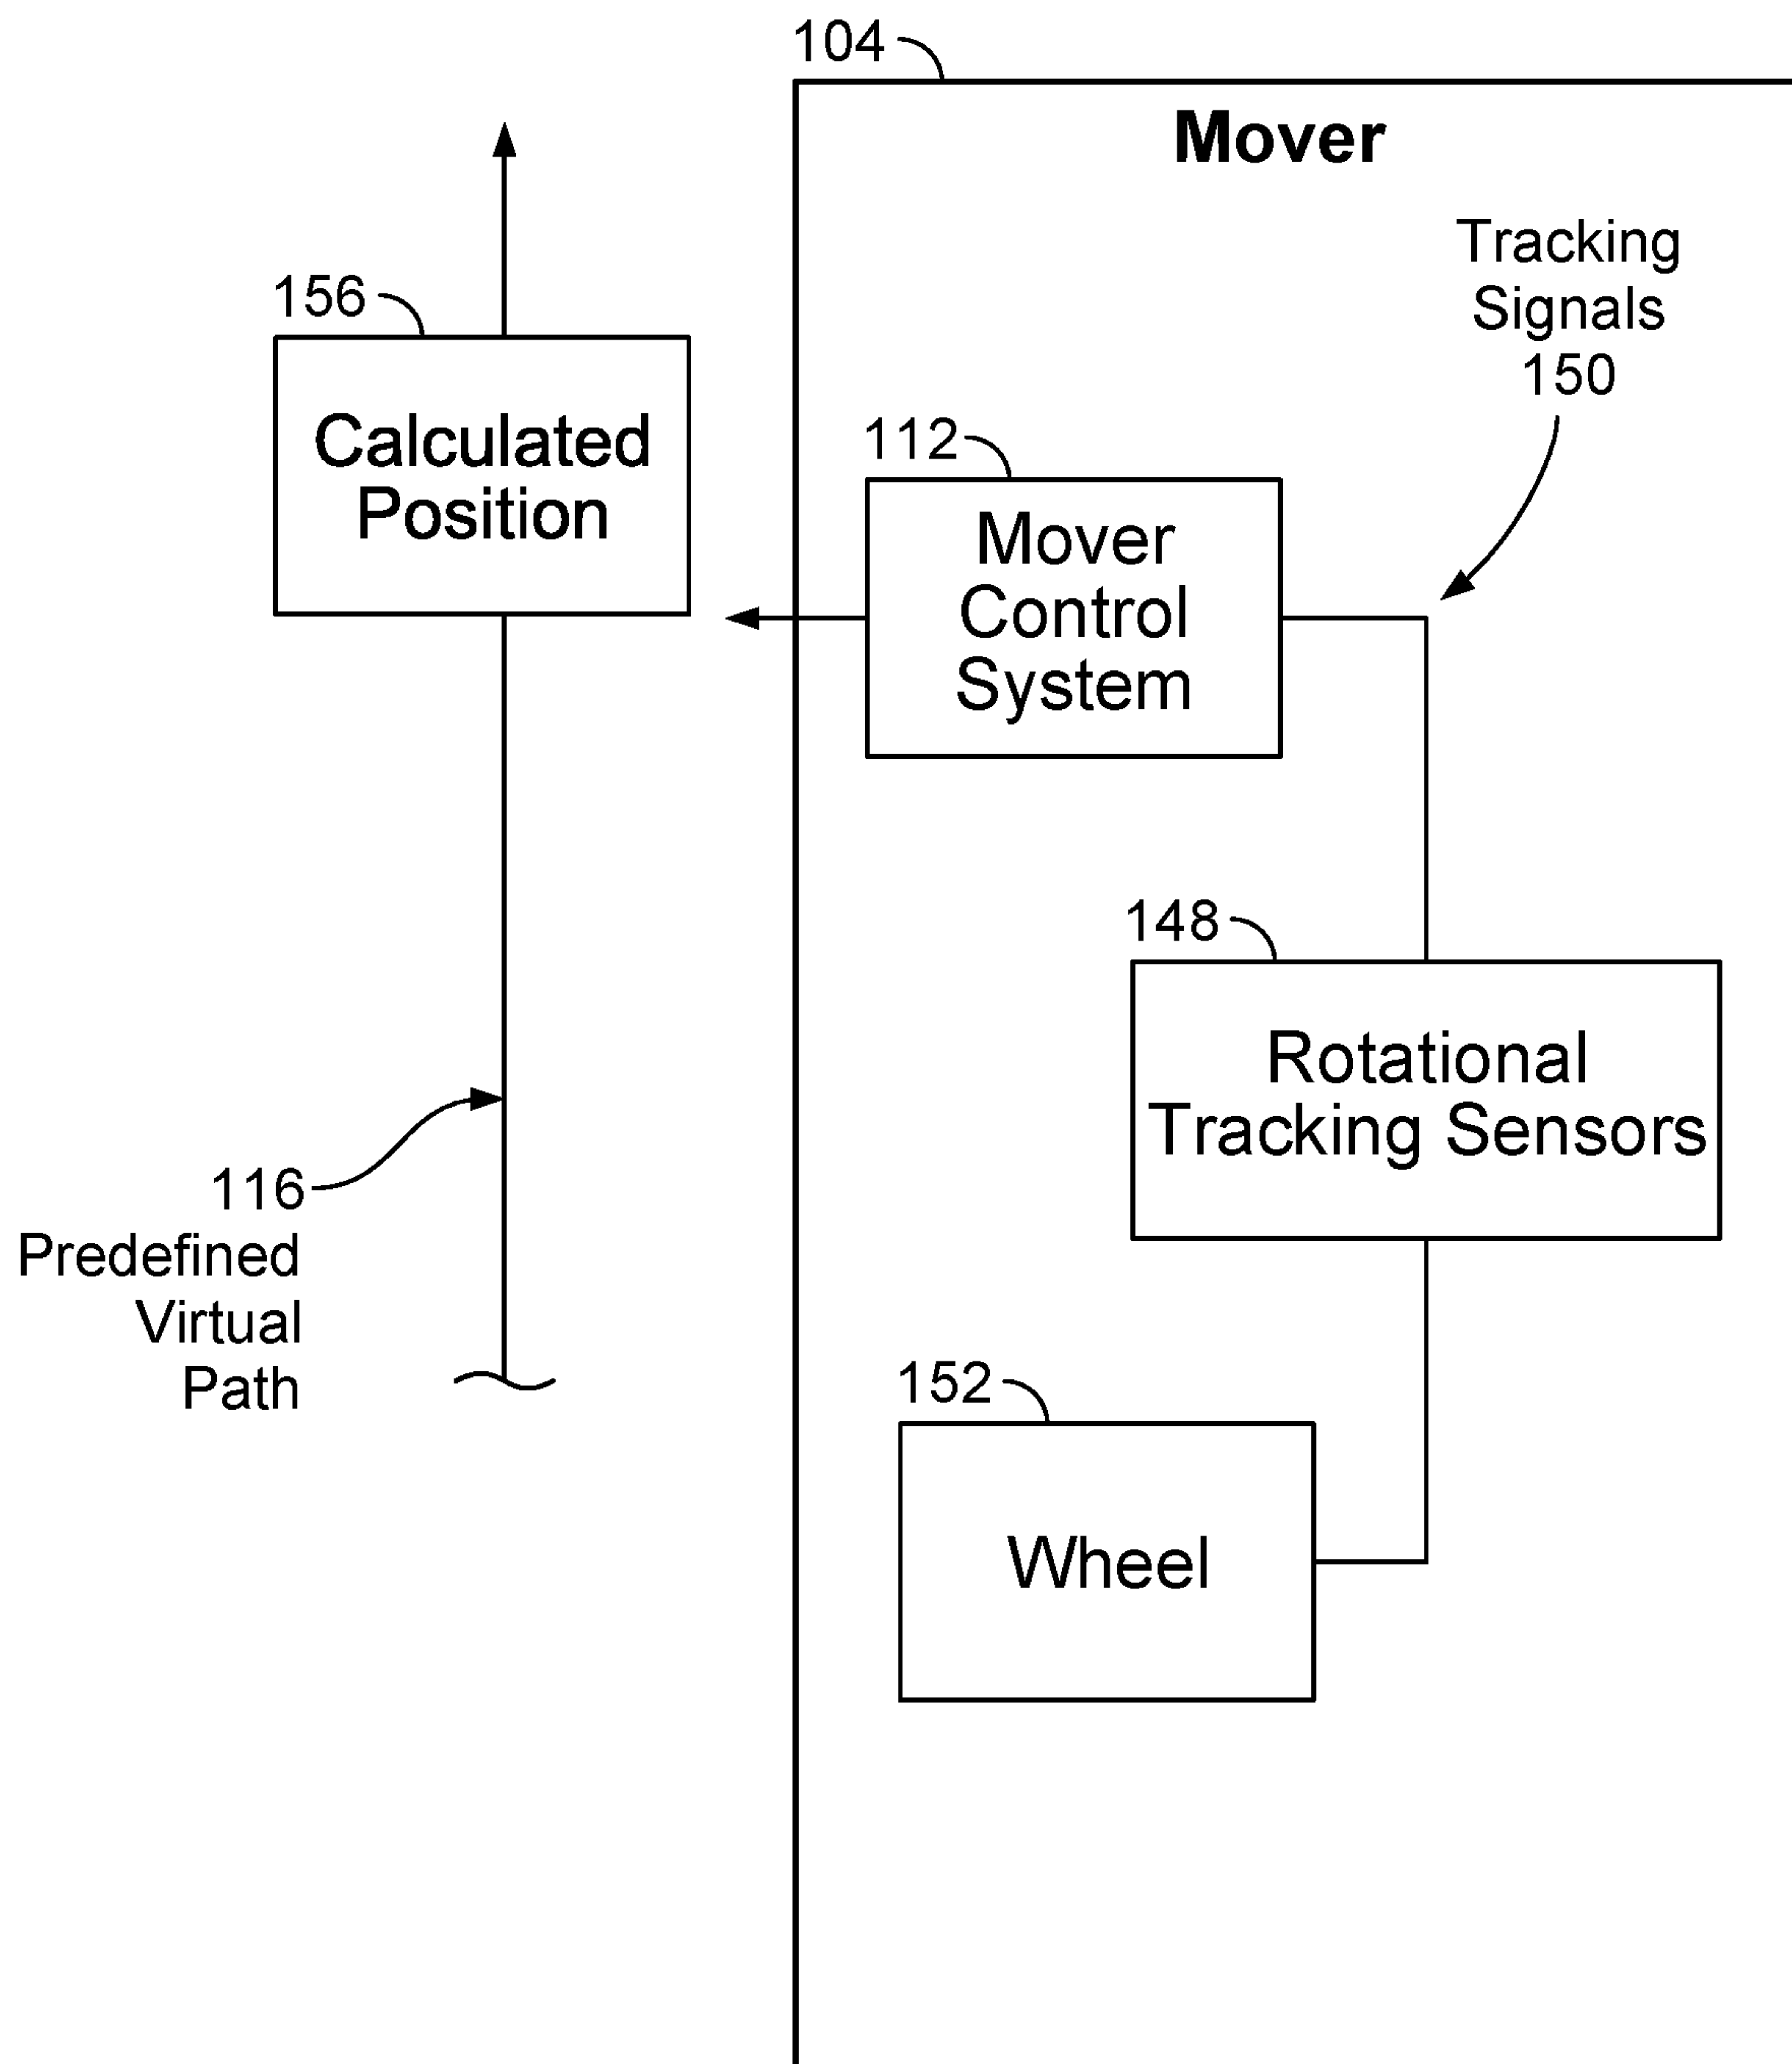 104
Mover
Tracking
Signals
150
156
Calculated
Position
112
Mover
Control
System
148
Rotational
Tracking Sensors
116
Predefined
Virtual
Path
152
Wheel